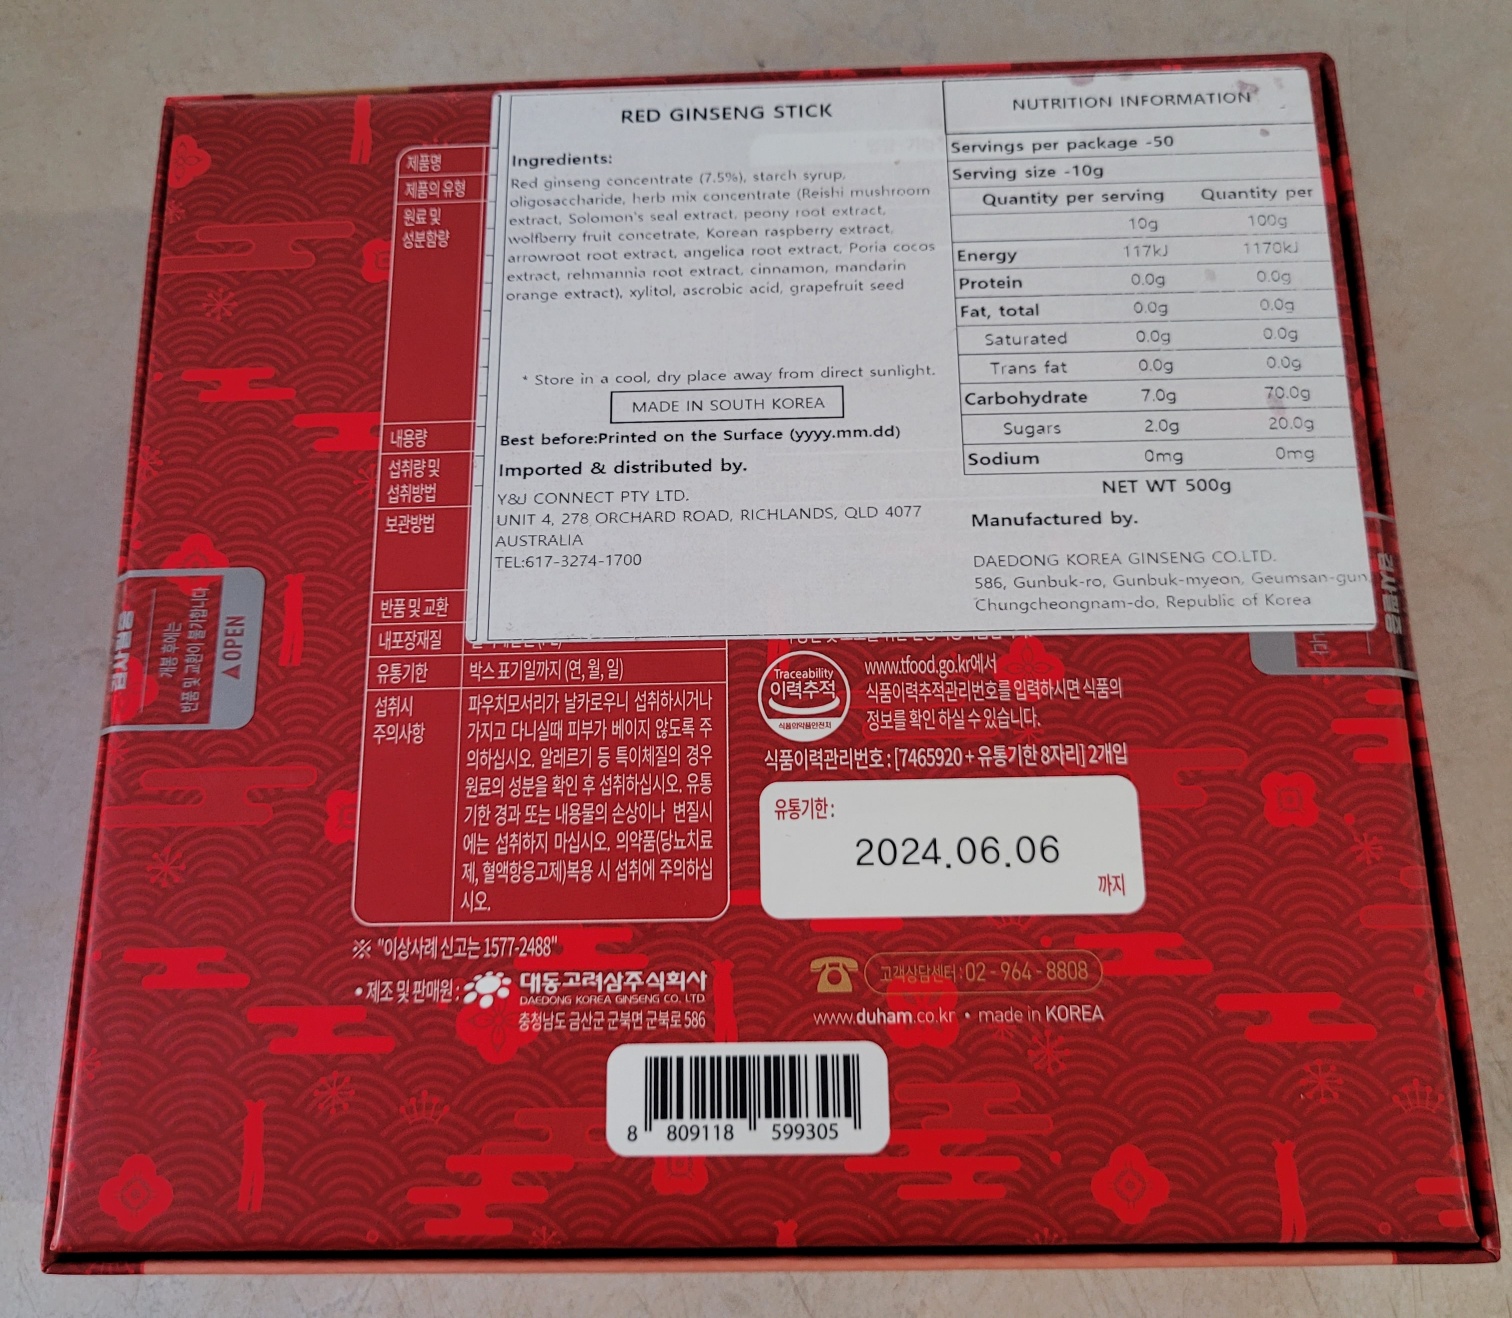 RED GINSENG STICK
Ingredients:
Red ginseng concentrate (7.5%), starch syrup,
oligosaccharide, herb mix concentrate (Reishi mushroom
extract, Solomon's seal extract, peony root extract,
wolfberry fruit concetrate, Korean raspberry extract,
arrowroot root extract, angelica root extract, Poria cocos
extract, rehmannia root extract, cinnamon, mandarin
orange extract), xylitol, ascrobic acid, grapefruit seed
* Store in a cool, dry place away from direct sunlight.
MADE IN SOUTH KOREA
Best before:Printed on the Surface (yyyy.mm.dd)
Imported & distributed by.
Y&J CONNECT PTY LTD.
UNIT 4, 278 ORCHARD ROAD, RICHLANDS, QLD 4077
AUSTRALIA
TEL:617-3274-1700
NUTRITION INFORMATION
Servings per package -50
Serving size -10g
Quantity per serving Quantity per
10g 100g
Energy 117kJ 1170kJ
Protein 0.0g 0.0g
Fat, total 0.0g 0.0g
Saturated 0.0g 0.0g
Trans fat 0.0g 0.0g
Carbohydrate 7.0g 70.0g
Sugars 2.0g 20.0g
Sodium 0mg 0mg
NET WT 500g
Manufactured by.
DAEDONG KOREA GINSENG CO.LTD.
586, Gunbuk-ro, Gunbuk-myeon, Geumsan-gun,
Chungcheongnam-do, Republic of Korea
제품명
제품의 유형
원료 및
성분함량
내용량
섭취량 및
섭취방법
보관방법
반품 및 교환
내포장재질
유통기한 박스 표기일까지 (연, 월, 일)
섭취시
주의사항
파우치모서리가 날카로우니 섭취하시거나
가지고 다니실때 피부가 베이지 않도록 주
의하십시오. 알레르기 등 특이체질의 경우
원료의 성분을 확인 후 섭취하십시오. 유통
기한 경과 또는 내용물의 손상이나 변질시
에는 섭취하지 마십시오. 의약품(당뇨치료
제, 혈액항응고제)복용 시 섭취에 주의하십
시오.
Traceability
이력추적
식품의약품안전처
www.tfood.go.kr에서
식품이력추적관리번호를 입력하시면 식품의
정보를 확인 하실 수 있습니다.
식품이력관리번호 : [7465920 + 유통기한 8자리] 2개입
유통기한:
2024.06.06
까지
※ "이상사례 신고는 1577-2488"
• 제조 및 판매원 : 대동고려삼주식회사
DAEDONG KOREA GINSENG CO. LTD
충청남도 금산군 군북면 군북로 586
고객상담센터 : 02 - 964 - 8808
www.duham.co.kr • made in KOREA
8 809118 599305
개봉 후에는
반품 및 교환이 불가합니다
▲OPEN